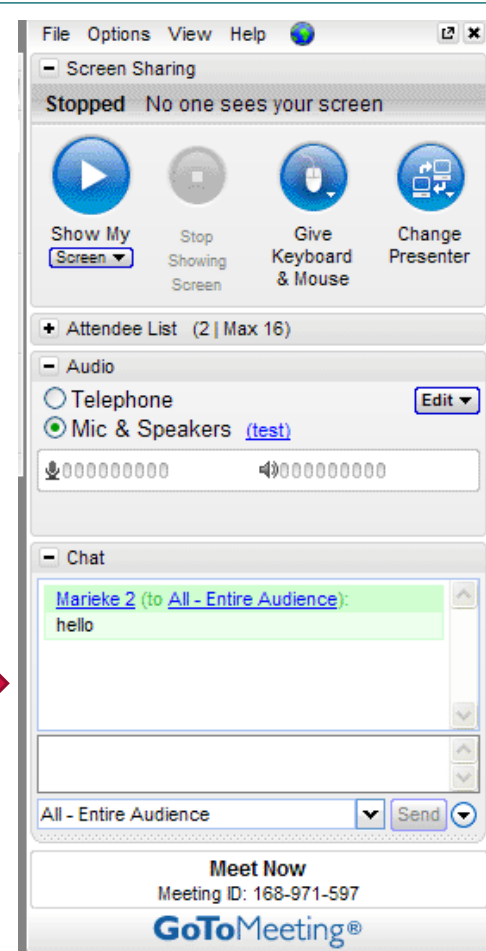 File Options View Help
Screen Sharing
Stopped No one sees your screen
Show My
Screen
Stop
Showing
Screen
Give
Keyboard
& Mouse
Change
Presenter
Attendee List (2 | Max 16)
Audio
Telephone
Edit
Mic & Speakers (test)
Chat
Marieke 2 (to All - Entire Audience):
hello
All - Entire Audience
Send
Meet Now
Meeting ID: 168-971-597
GoToMeeting®